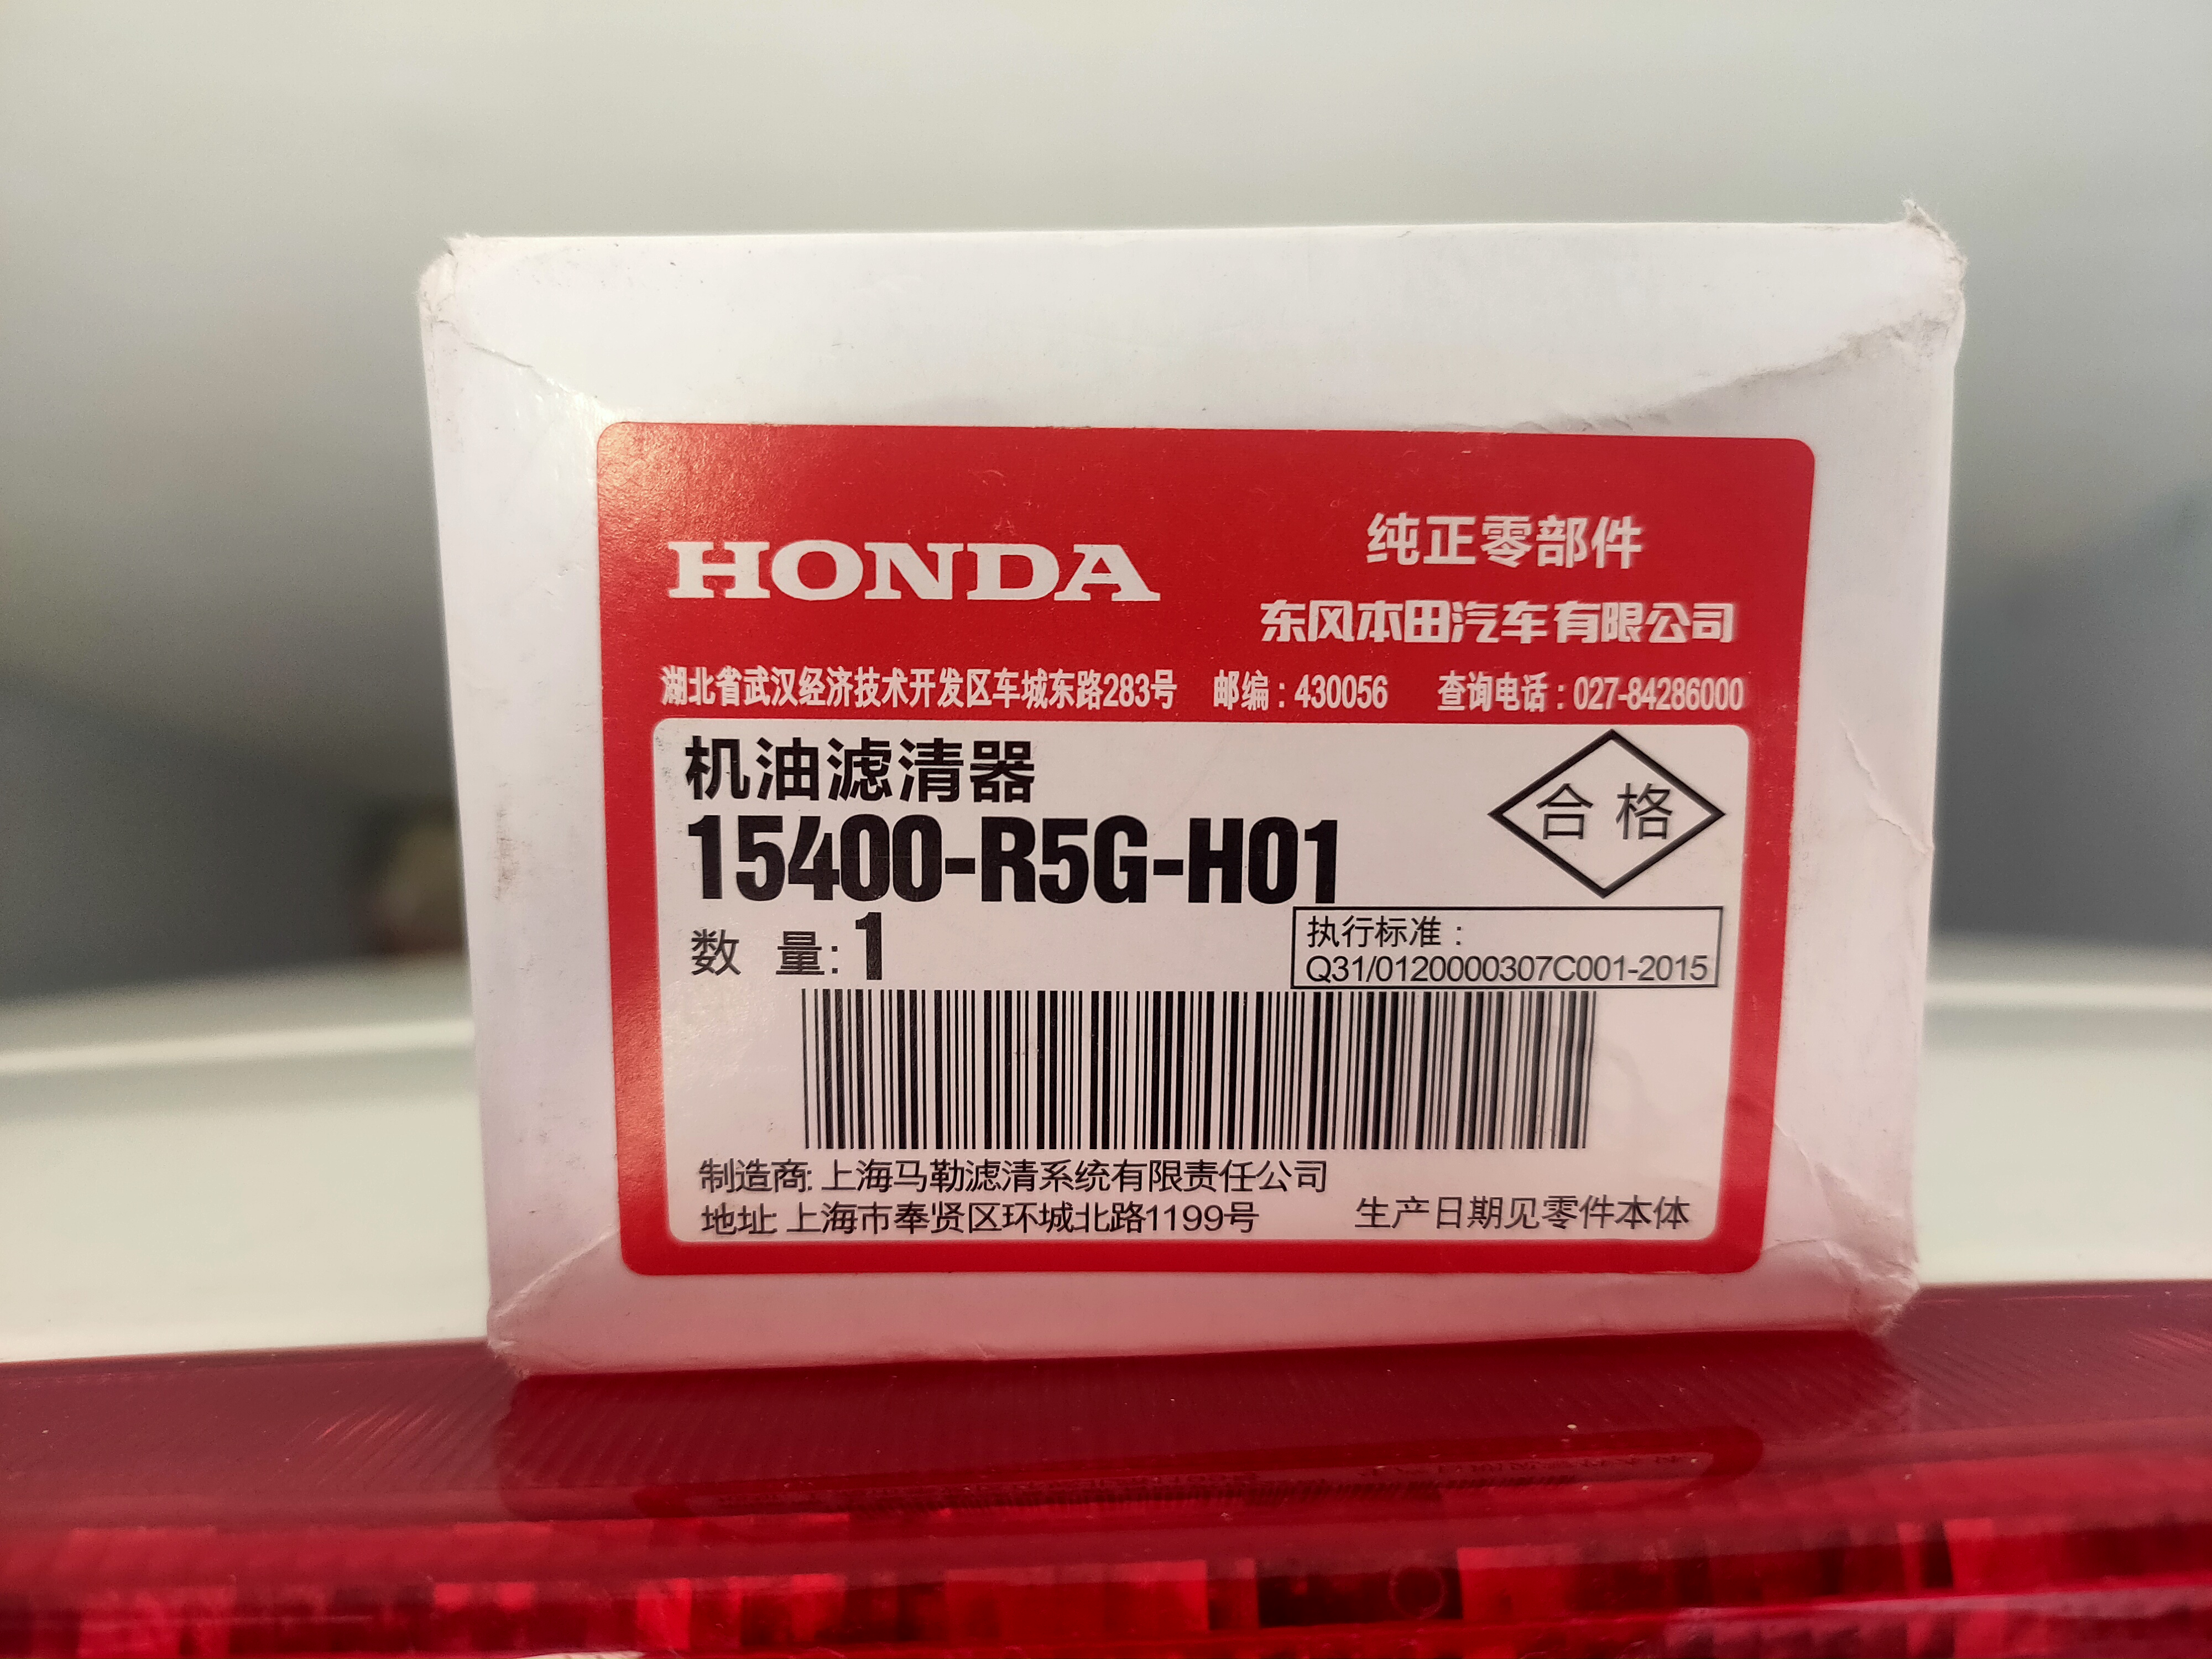 HONDA
纯正零部件
东风本田汽车有限公司
湖北省武汉经济技术开发区车城东路283号 邮编：430056 查询电话：027-84286000
机油滤清器
合格
15400-R5G-H01
数 量：1
执行标准：
Q31/0120000307C001-2015
制造商：上海马勒滤清系统有限责任公司
地址：上海市奉贤区环城北路1199号
生产日期见零件本体